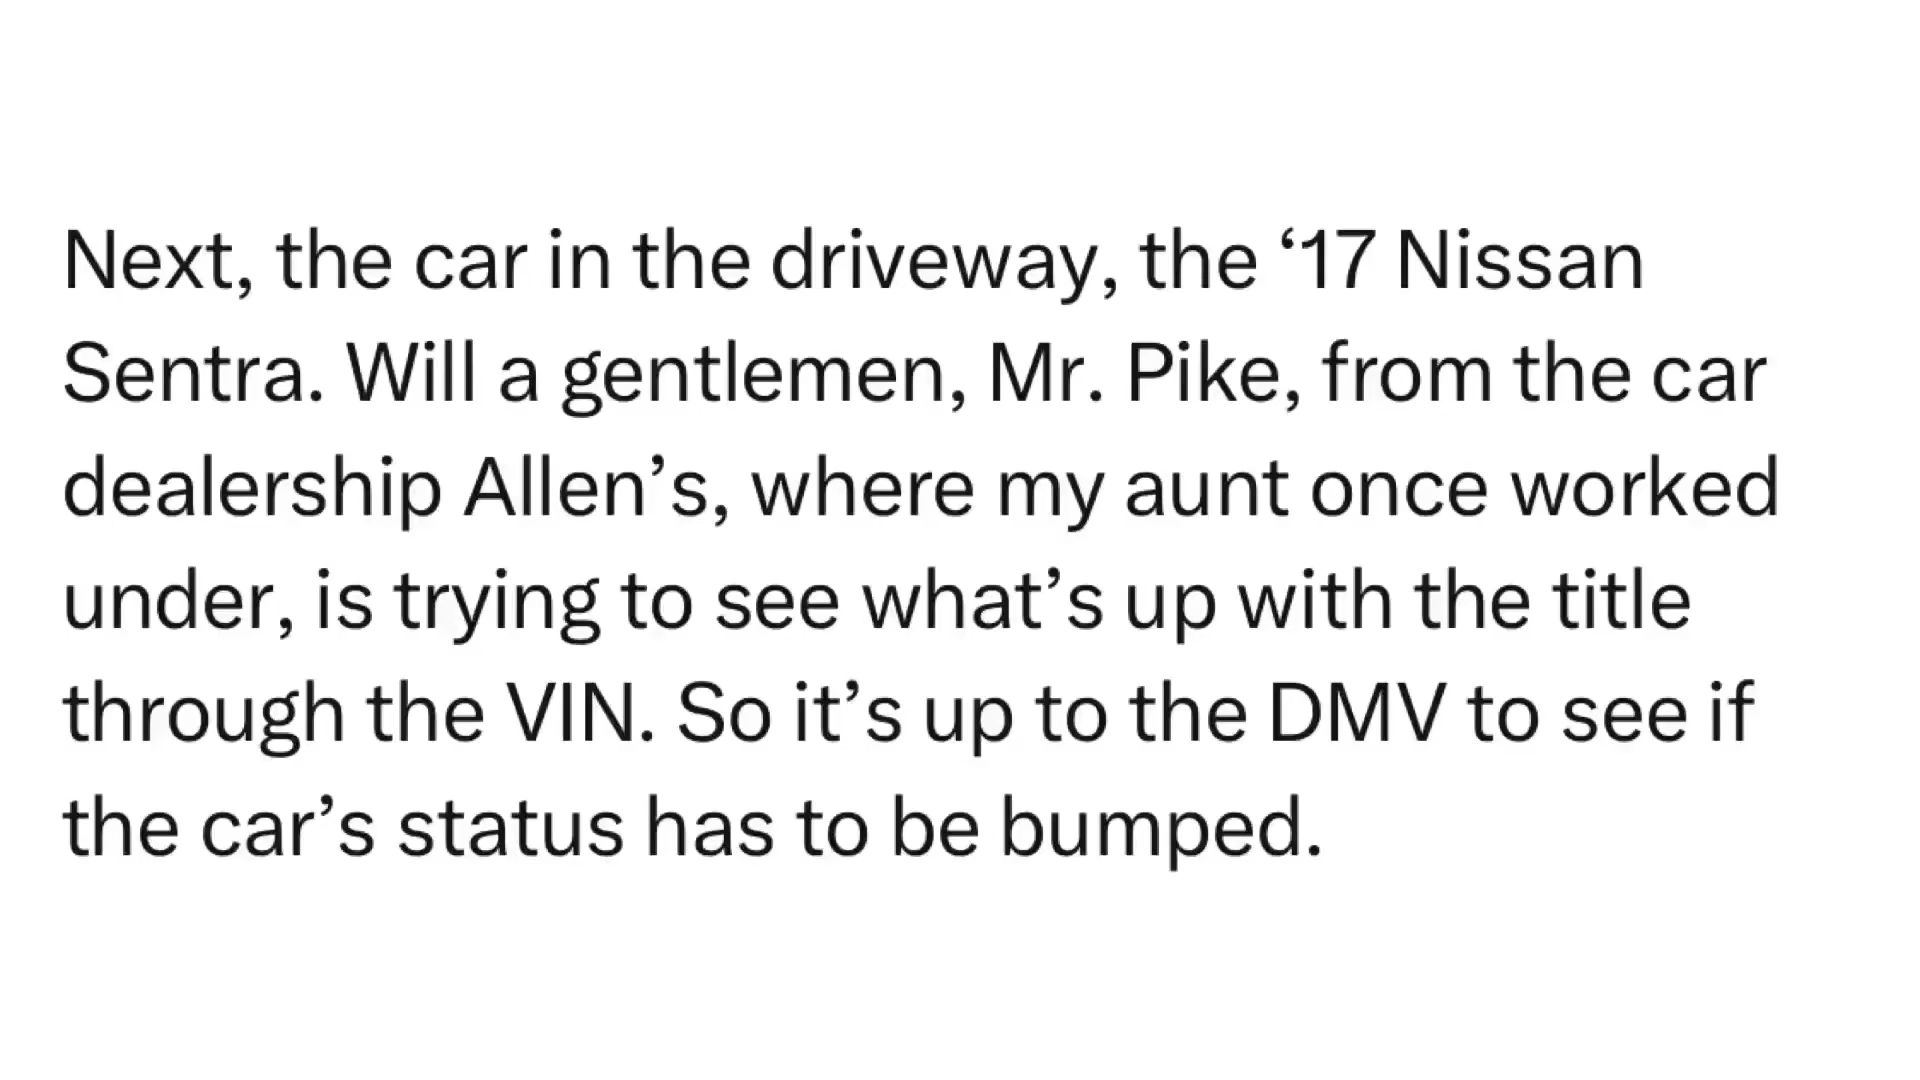 Next, the car in the driveway, the ‘17 Nissan
Sentra. Will a gentlemen, Mr. Pike, from the car
dealership Allen’s, where my aunt once worked
under, is trying to see what’s up with the title
through the VIN. So it’s up to the DMV to see if
the car’s status has to be bumped.